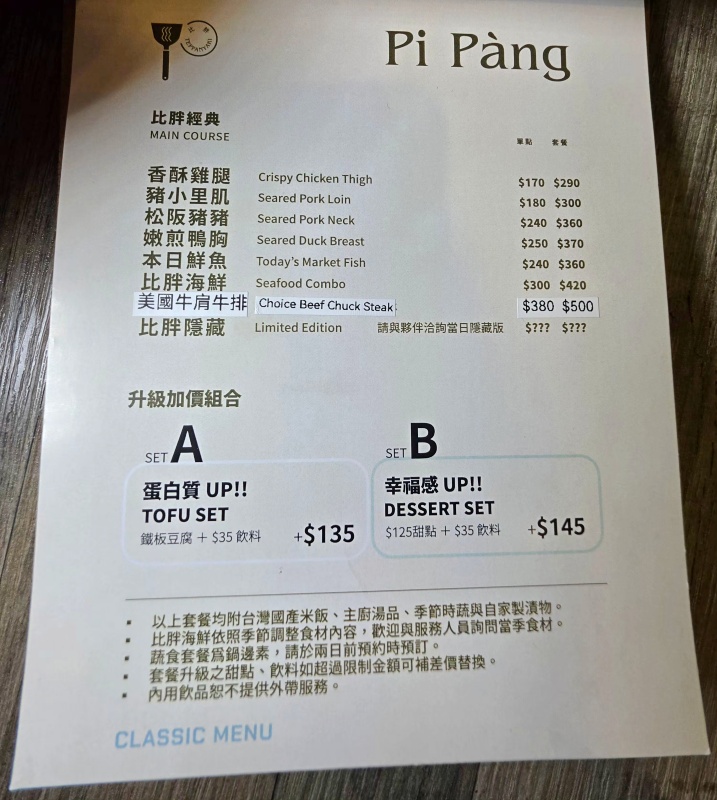 Pi Pàng
比胖
TEPPANYAKI
比胖經典
MAIN COURSE
單點 套餐
香酥雞腿 Crispy Chicken Thigh $170 $290
豬小里肌 Seared Pork Loin $180 $300
松阪豬豬 Seared Pork Neck $240 $360
嫩煎鴨胸 Seared Duck Breast $250 $370
本日鮮魚 Today's Market Fish $240 $360
比胖海鮮 Seafood Combo $300 $420
美國牛肩牛排 Choice Beef Chuck Steak $380 $500
比胖隱藏 Limited Edition 請與夥伴洽詢當日隱藏版 $??? $???
升級加價組合
SET A
蛋白質 UP!!
TOFU SET
鐵板豆腐 + $35 飲料 +$135
SET B
幸福感 UP!!
DESSERT SET
$125甜點 + $35 飲料 +$145
▪ 以上套餐均附台灣國產米飯、主廚湯品、季節時蔬與自家製漬物。
▪ 比胖海鮮依照季節調整食材內容，歡迎與服務人員詢問當季食材。
▪ 蔬食套餐為鍋邊素，請於兩日前預約時預訂。
▪ 套餐升級之甜點、飲料如超過限制金額可補差價替換。
▪ 內用飲品恕不提供外帶服務。
CLASSIC MENU